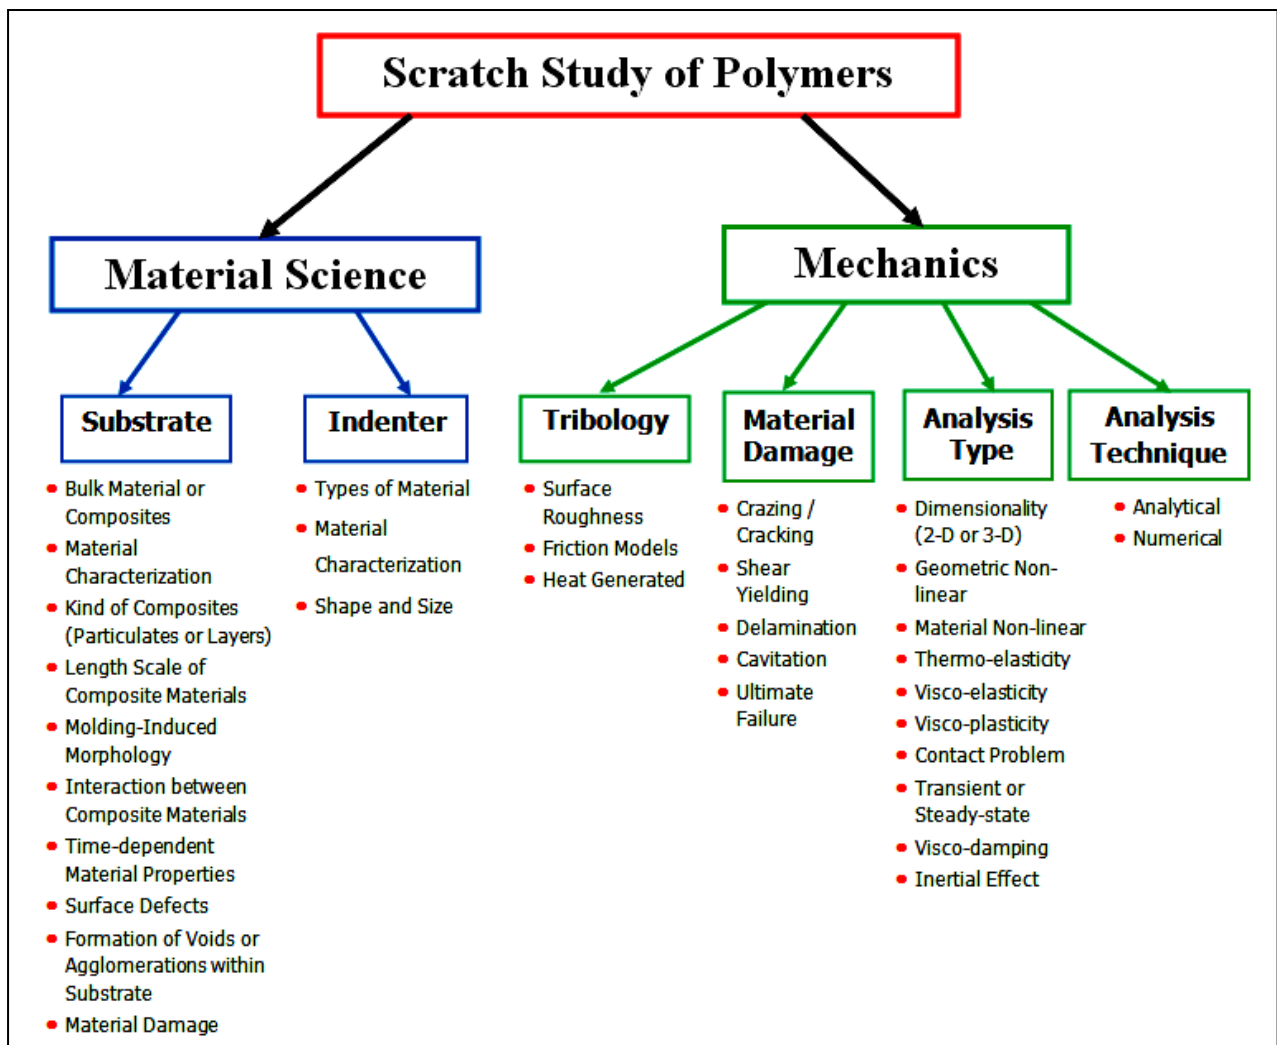 Scratch Study of Polymers
Material Science
Mechanics
Substrate
Indenter
Tribology
Material
Damage
Analysis
Type
Analysis
Technique
• Bulk Material or
Composites
• Material
Characterization
• Kind of Composites
(Particulates or Layers)
• Length Scale of
Composite Materials
• Molding-Induced
Morphology
• Interaction between
Composite Materials
• Time-dependent
Material Properties
• Surface Defects
• Formation of Voids or
Agglomerations within
Substrate
• Material Damage
• Types of Material
• Material
Characterization
• Shape and Size
• Surface
Roughness
• Friction Models
• Heat Generated
• Crazing /
Cracking
• Shear
Yielding
• Delamination
• Cavitation
• Ultimate
Failure
• Dimensionality
(2-D or 3-D)
• Geometric Non-
linear
• Material Non-linear
• Thermo-elasticity
• Visco-elasticity
• Visco-plasticity
• Contact Problem
• Transient or
Steady-state
• Visco-damping
• Inertial Effect
• Analytical
• Numerical